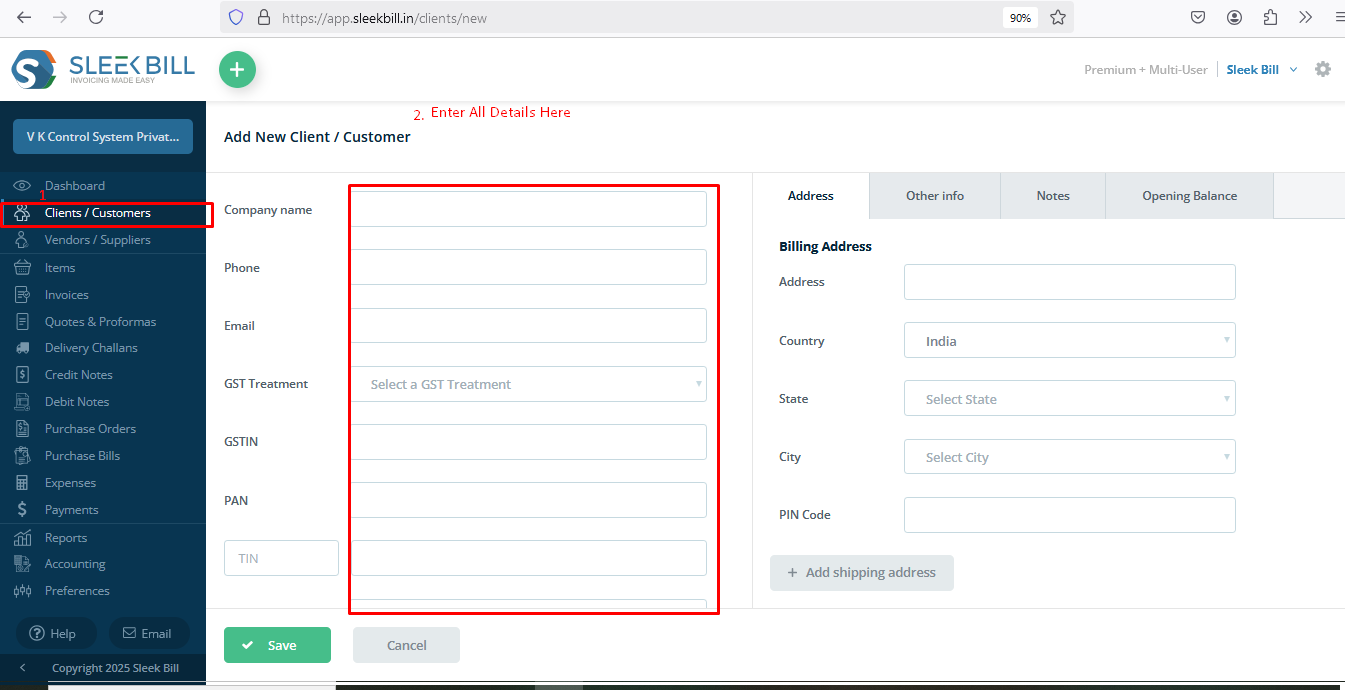 https://app.sleekbill.in/clients/new
90%
SLEEK BILL
INVOICING MADE EASY
Premium + Multi-User
Sleek Bill
2. Enter All Details Here
V K Control System Privat...
Add New Client / Customer
Dashboard
1
Clients / Customers
Vendors / Suppliers
Items
Invoices
Quotes & Proformas
Delivery Challans
Credit Notes
Debit Notes
Purchase Orders
Purchase Bills
Expenses
Payments
Reports
Accounting
Preferences
Help
Email
Copyright 2025 Sleek Bill
Company name
Phone
Email
GST Treatment
Select a GST Treatment
GSTIN
PAN
TIN
Save
Cancel
Address
Other info
Notes
Opening Balance
Billing Address
Address
Country
India
State
Select State
City
Select City
PIN Code
+ Add shipping address